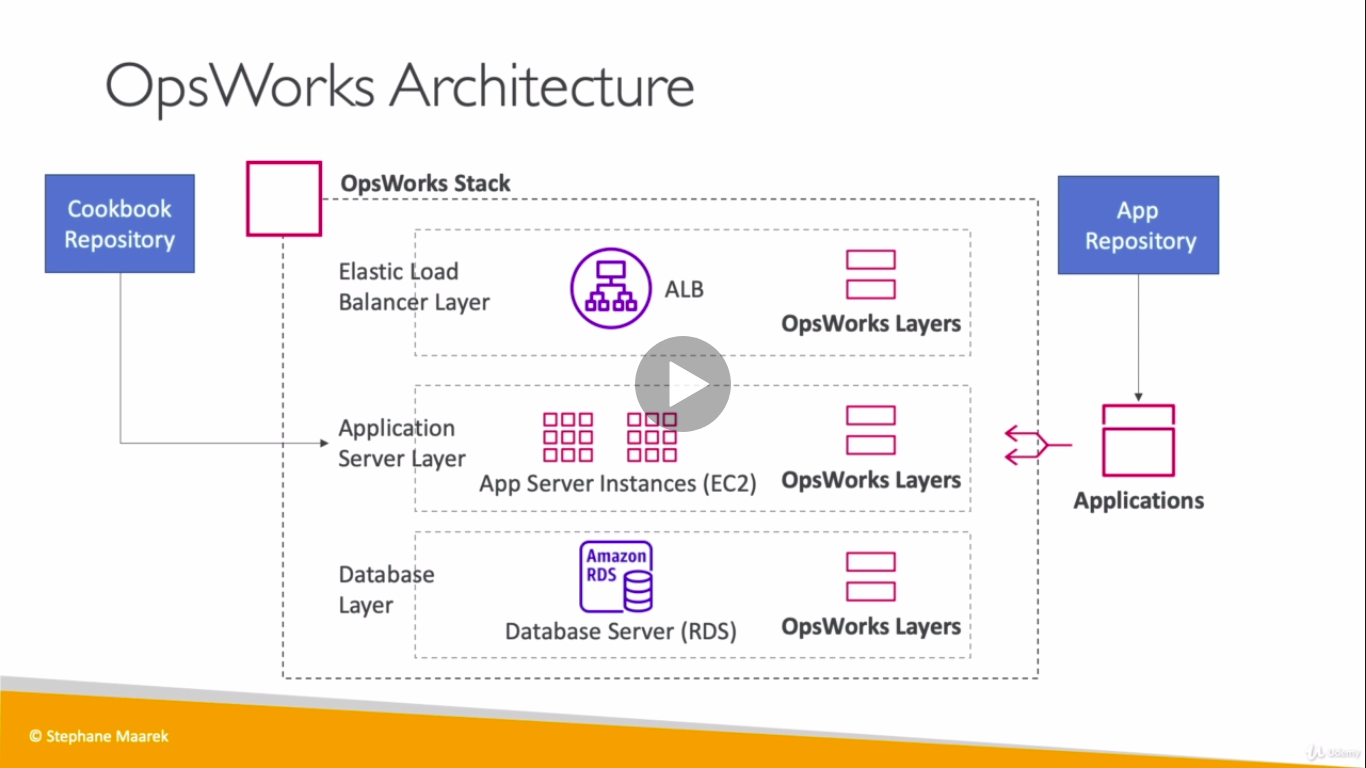 OpsWorks Architecture
Cookbook
Repository
OpsWorks Stack
App
Repository
Elastic Load
Balancer Layer
ALB
OpsWorks Layers
Application
Server Layer
App Server Instances (EC2)
OpsWorks Layers
Applications
Database
Layer
Amazon
RDS
Database Server (RDS)
OpsWorks Layers
© Stephane Maarek
Udemy